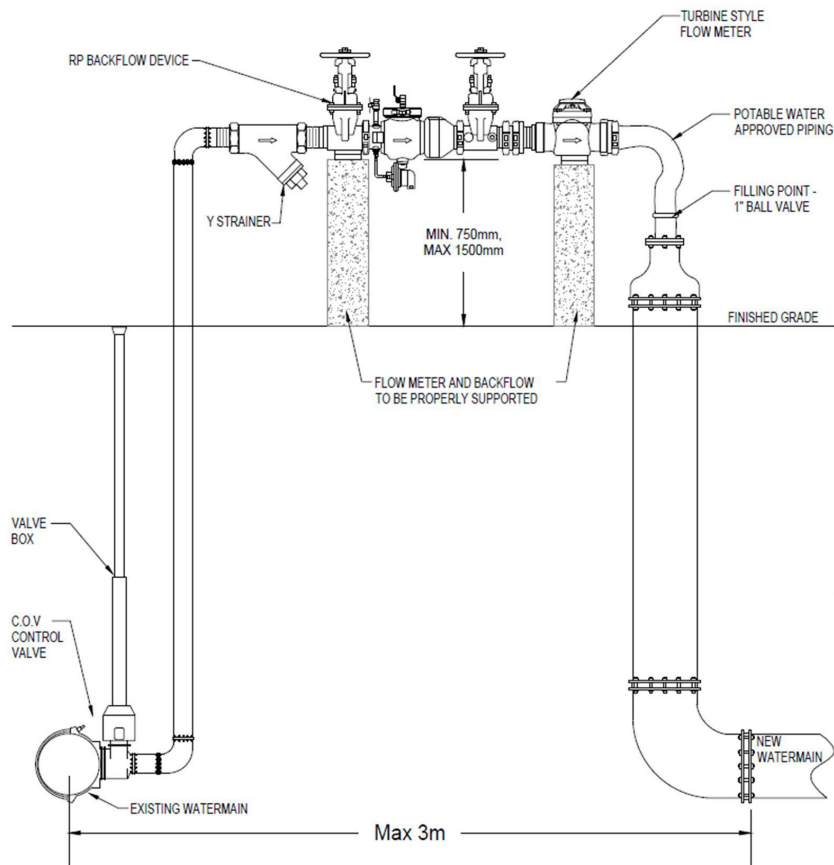 TURBINE STYLE
FLOW METER
RP BACKFLOW DEVICE
POTABLE WATER
APPROVED PIPING
Y STRAINER
FILLING POINT -
1" BALL VALVE
MIN. 750mm,
MAX 1500mm
FINISHED GRADE
FLOW METER AND BACKFLOW
TO BE PROPERLY SUPPORTED
VALVE
BOX
C.O.V
CONTROL
VALVE
NEW
WATERMAIN
EXISTING WATERMAIN
Max 3m